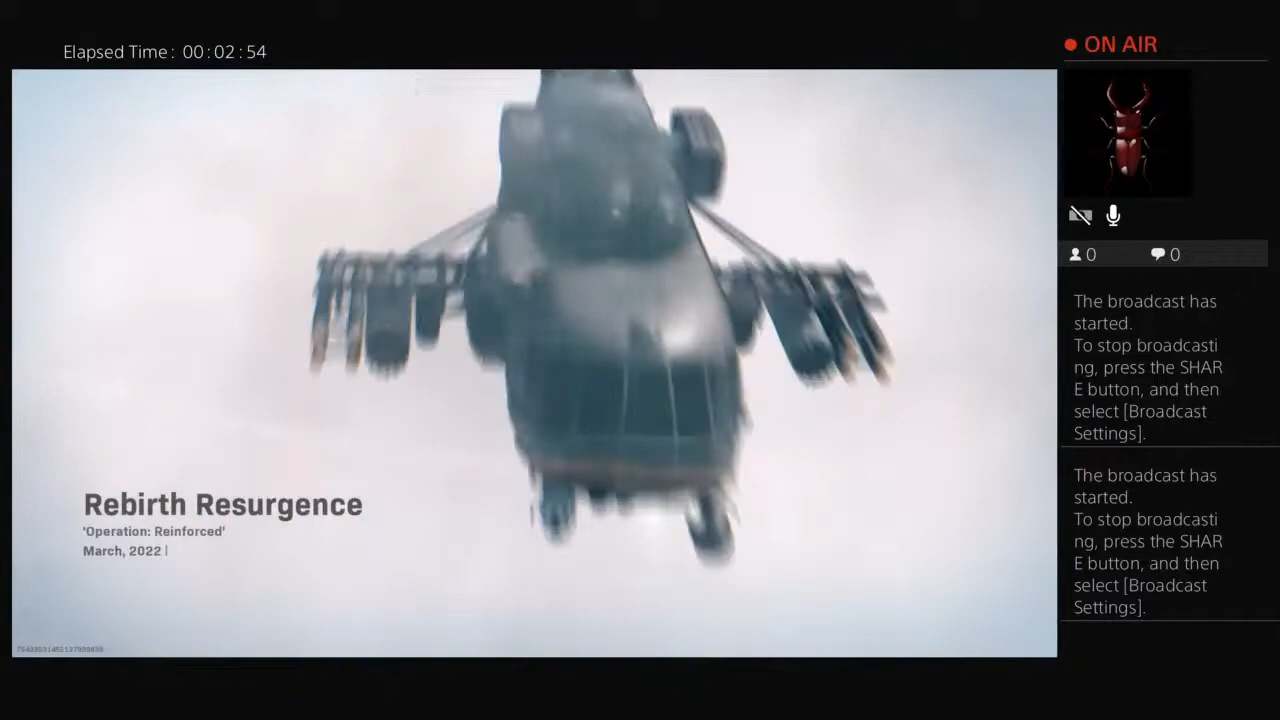 Elapsed Time: 00:02:54
ON AIR
0
0
The broadcast has
started.
To stop broadcasti
ng, press the SHAR
E button, and then
select [Broadcast
Settings].
The broadcast has
started.
To stop broadcasti
ng, press the SHAR
E button, and then
select [Broadcast
Settings].
Rebirth Resurgence
'Operation: Reinforced'
March, 2022